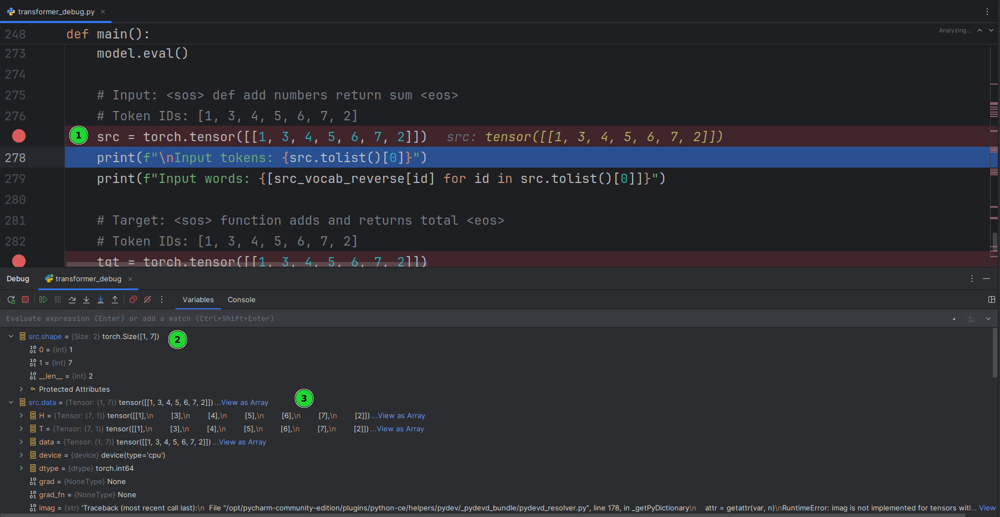 transformer_debug.py
Analyzing...
248 def main():
273 model.eval()
274
275 # Input: <sos> def add numbers return sum <eos>
276 # Token IDs: [1, 3, 4, 5, 6, 7, 2]
1 src = torch.tensor([[1, 3, 4, 5, 6, 7, 2]]) src: tensor([[1, 3, 4, 5, 6, 7, 2]])
278 print(f"\nInput tokens: {src.tolist()[0]}")
279 print(f"Input words: {[src_vocab_reverse[id] for id in src.tolist()[0]]}")
280
281 # Target: <sos> function adds and returns total <eos>
282 # Token IDs: [1, 3, 4, 5, 6, 7, 2]
tgt = torch.tensor([[1, 3, 4, 5, 6, 7, 2]])
Debug transformer_debug
Variables Console
Evaluate expression (Enter) or add a watch (Ctrl+Shift+Enter)
src.shape = {Size: 2} torch.Size([1, 7]) 2
0 = {int} 1
1 = {int} 7
__len__ = {int} 2
Protected Attributes
src.data = {Tensor: (1, 7)} tensor([[1, 3, 4, 5, 6, 7, 2]]) ...View as Array 3
H = {Tensor: (7, 1)} tensor([[1],\n [3],\n [4],\n [5],\n [6],\n [7],\n [2]]) ...View as Array
T = {Tensor: (7, 1)} tensor([[1],\n [3],\n [4],\n [5],\n [6],\n [7],\n [2]]) ...View as Array
data = {Tensor: (1, 7)} tensor([[1, 3, 4, 5, 6, 7, 2]]) ...View as Array
device = {device} device(type='cpu')
dtype = {dtype} torch.int64
grad = {NoneType} None
grad_fn = {NoneType} None
imag = {str} 'Traceback (most recent call last):\n File "/opt/pycharm-community-edition/plugins/python-ce/helpers/pydev/_pydevd_bundle/pydevd_resolver.py", line 178, in _getPyDictionary\n attr = getattr(var, n)\nRuntimeError: imag is not implemented for tensors witl... View